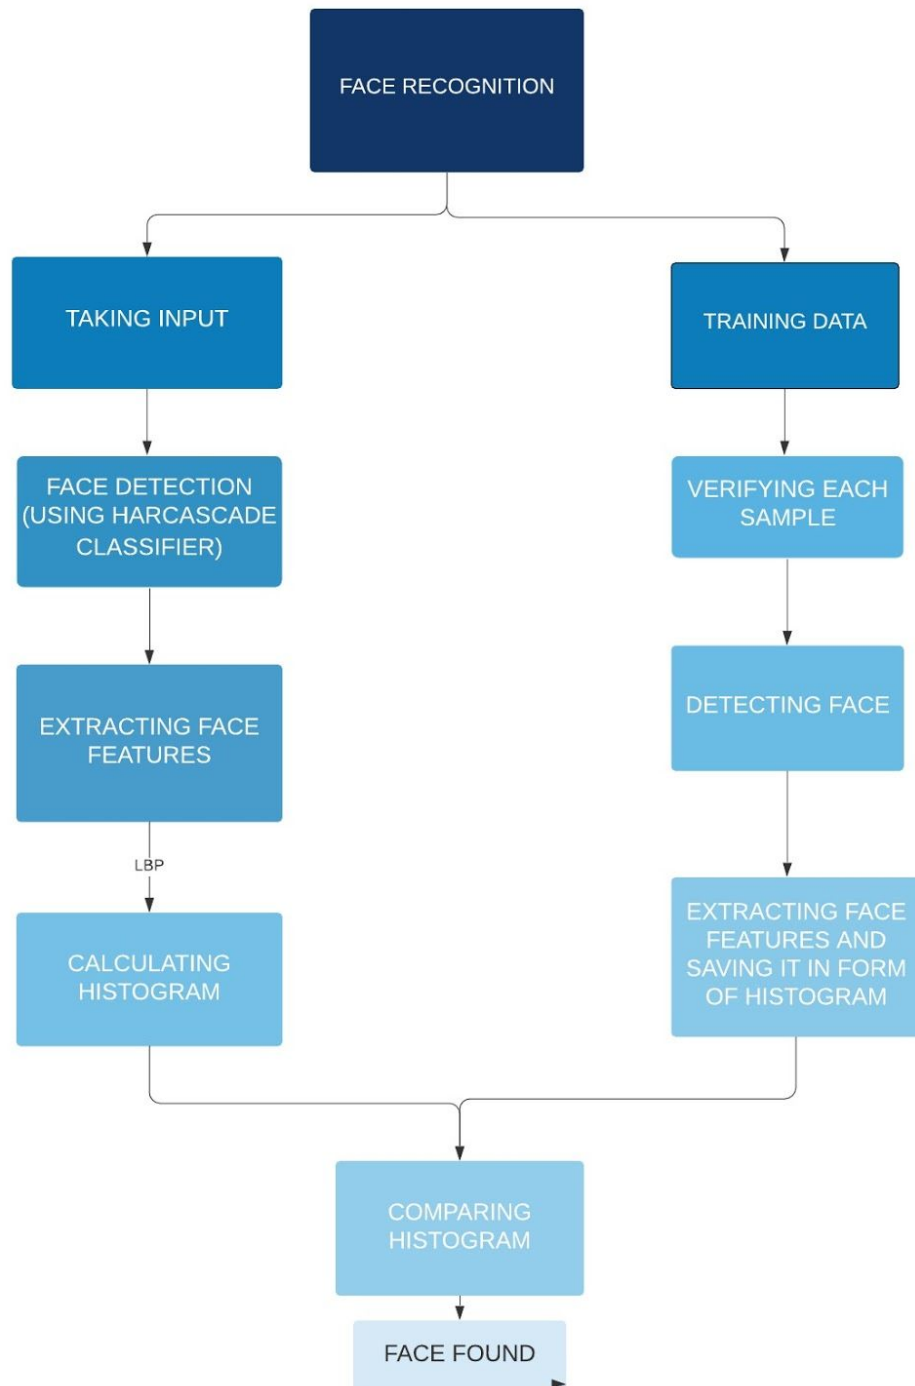 FACE RECOGNITION
TAKING INPUT
TRAINING DATA
FACE DETECTION
(USING HARCASCADE
CLASSIFIER)
VERIFYING EACH
SAMPLE
EXTRACTING FACE
FEATURES
DETECTING FACE
LBP
CALCULATING
HISTOGRAM
EXTRACTING FACE
FEATURES AND
SAVING IT IN FORM
OF HISTOGRAM
COMPARING
HISTOGRAM
FACE FOUND